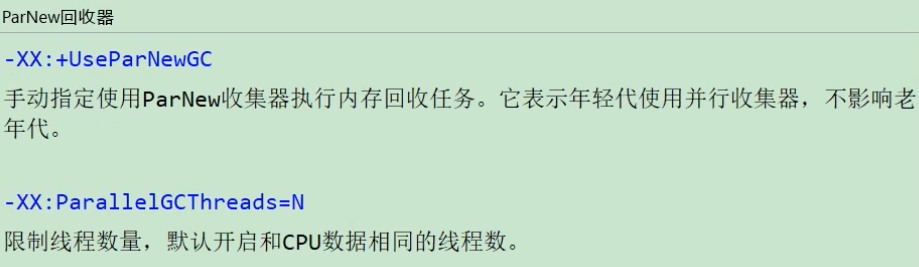 ParNew回收器
-XX:+UseParNewGC
手动指定使用ParNew收集器执行内存回收任务。它表示年轻代使用并行收集器，不影响老
年代。
-XX:ParallelGCThreads=N
限制线程数量，默认开启和CPU数据相同的线程数。